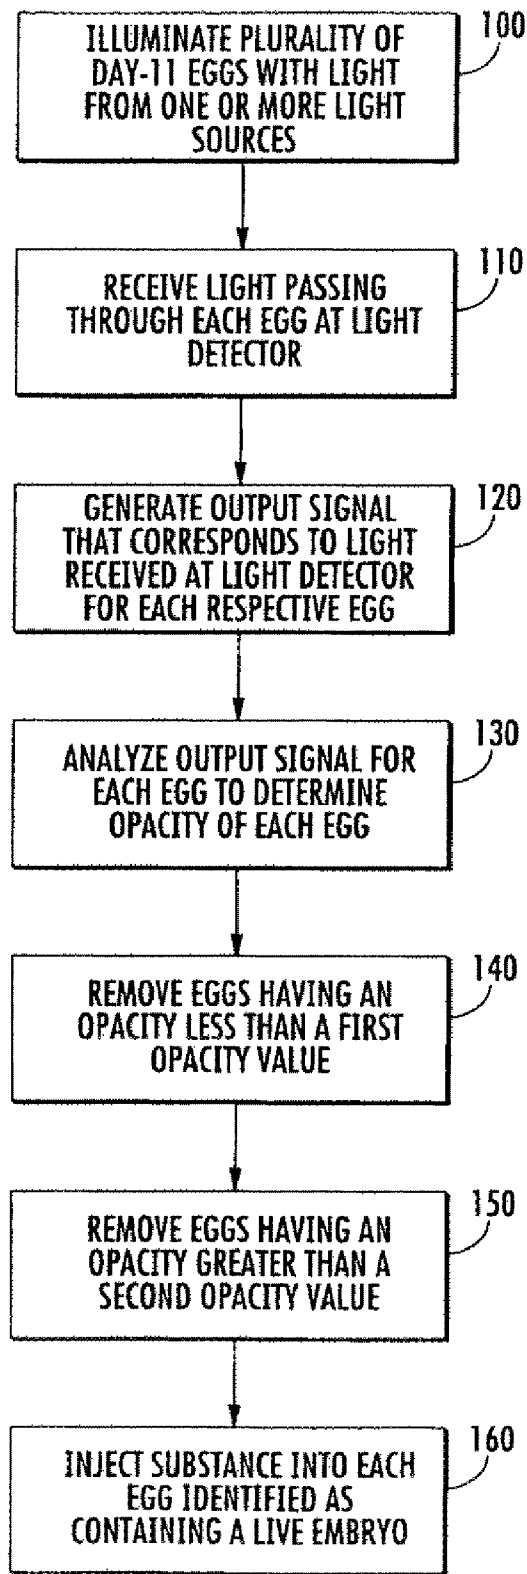 100
ILLUMINATE PLURALITY OF
DAY-11 EGGS WITH LIGHT
FROM ONE OR MORE LIGHT
SOURCES
110
RECEIVE LIGHT PASSING
THROUGH EACH EGG AT LIGHT
DETECTOR
120
GENERATE OUTPUT SIGNAL
THAT CORRESPONDS TO LIGHT
RECEIVED AT LIGHT DETECTOR
FOR EACH RESPECTIVE EGG
130
ANALYZE OUTPUT SIGNAL FOR
EACH EGG TO DETERMINE
OPACITY OF EACH EGG
140
REMOVE EGGS HAVING AN
OPACITY LESS THAN A FIRST
OPACITY VALUE
150
REMOVE EGGS HAVING AN
OPACITY GREATER THAN A
SECOND OPACITY VALUE
160
INJECT SUBSTANCE INTO EACH
EGG IDENTIFIED AS
CONTAINING A LIVE EMBRYO